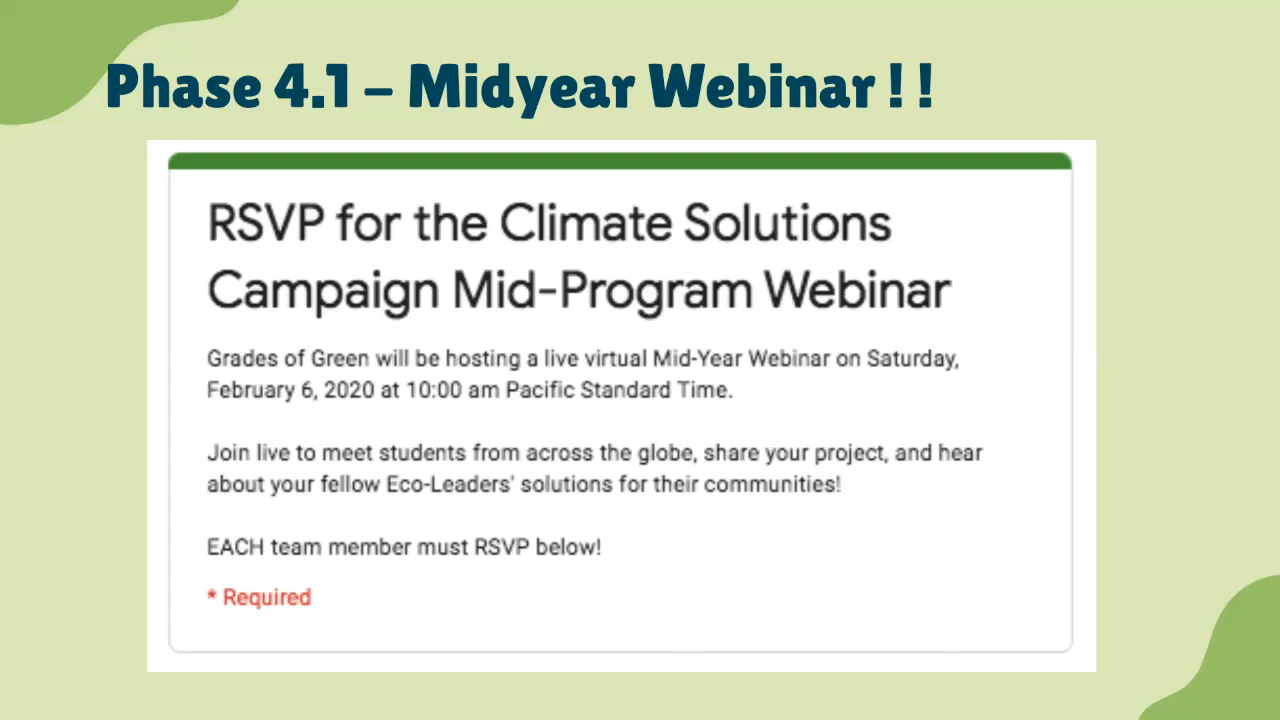 Phase 4.1 – Midyear Webinar ! !
RSVP for the Climate Solutions
Campaign Mid-Program Webinar
Grades of Green will be hosting a live virtual Mid-Year Webinar on Saturday,
February 6, 2020 at 10:00 am Pacific Standard Time.
Join live to meet students from across the globe, share your project, and hear
about your fellow Eco-Leaders' solutions for their communities!
EACH team member must RSVP below!
* Required